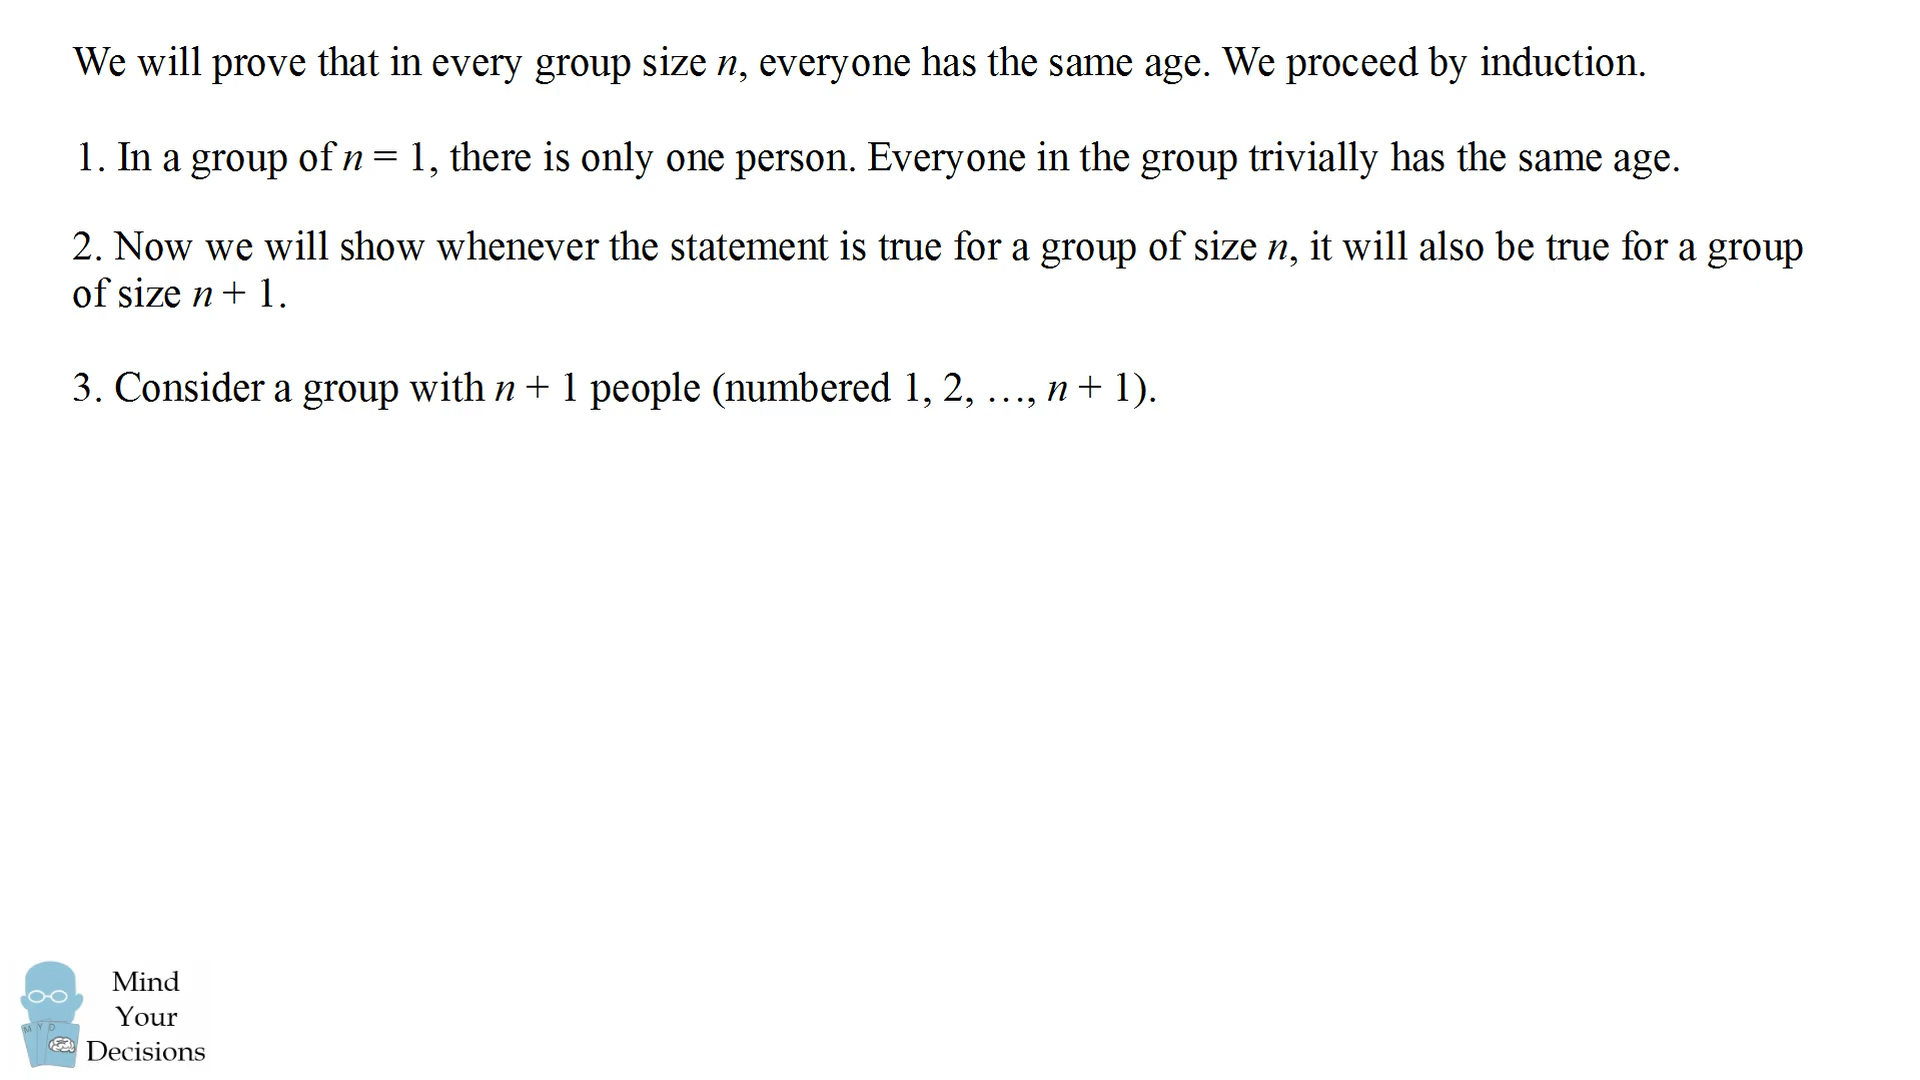 We will prove that in every group size n, everyone has the same age. We proceed by induction.
1. In a group of n = 1, there is only one person. Everyone in the group trivially has the same age.
2. Now we will show whenever the statement is true for a group of size n, it will also be true for a group
of size n + 1.
3. Consider a group with n + 1 people (numbered 1, 2, …, n + 1).
M Y D
Mind
Your
Decisions